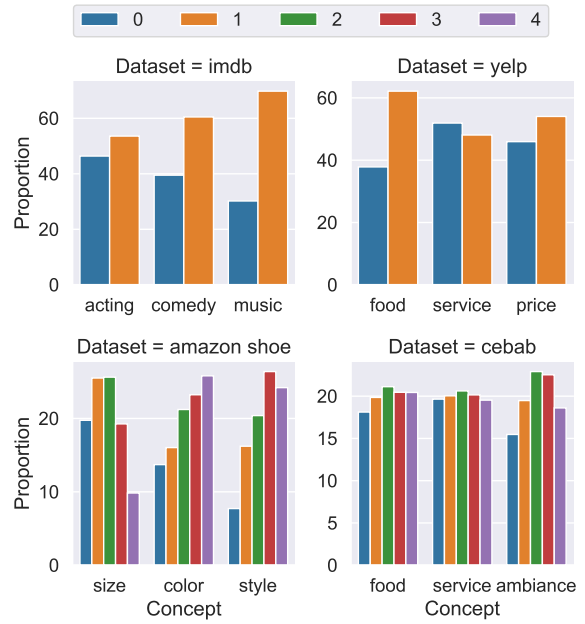 0 1 2 3 4
Dataset = imdb
Proportion
60
40
20
0
acting comedy music
Dataset = yelp
60
40
20
0
food service price
Dataset = amazon shoe
Proportion
20
10
0
size color style
Concept
Dataset = cebab
20
15
10
5
0
food service ambiance
Concept